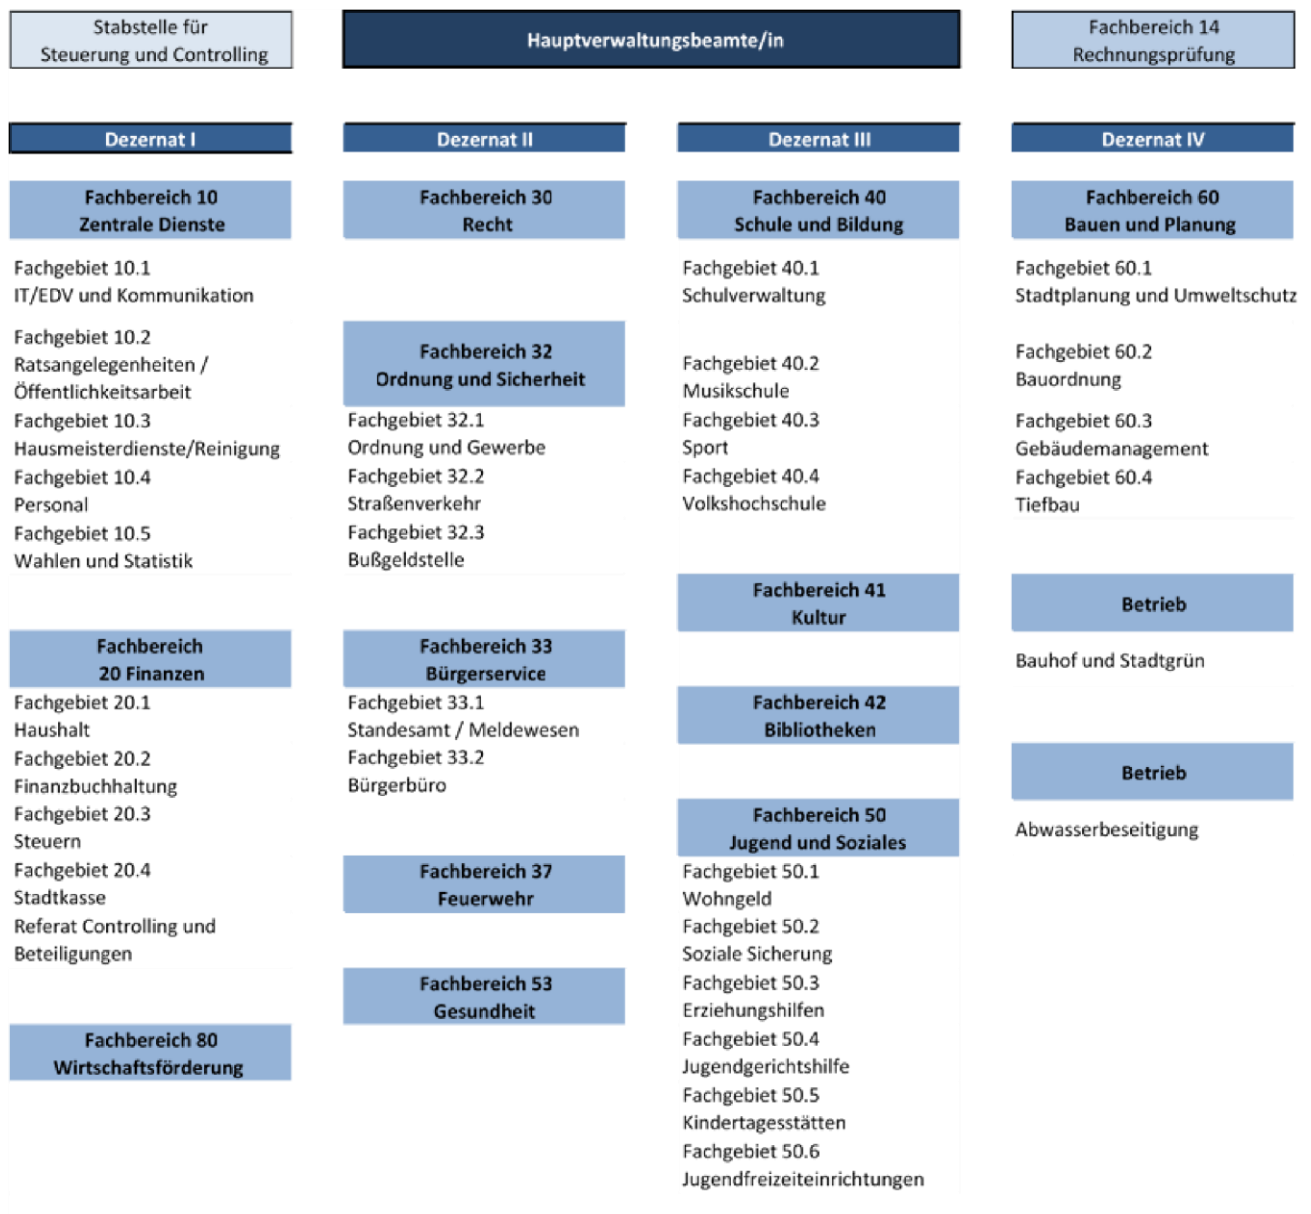 Stabstelle für
Steuerung und Controlling
Hauptverwaltungsbeamte/in
Fachbereich 14
Rechnungsprüfung
Dezernat I
Fachbereich 10
Zentrale Dienste
Fachgebiet 10.1
IT/EDV und Kommunikation
Fachgebiet 10.2
Ratsangelegenheiten /
Öffentlichkeitsarbeit
Fachgebiet 10.3
Hausmeisterdienste/Reinigung
Fachgebiet 10.4
Personal
Fachgebiet 10.5
Wahlen und Statistik
Fachbereich
20 Finanzen
Fachgebiet 20.1
Haushalt
Fachgebiet 20.2
Finanzbuchhaltung
Fachgebiet 20.3
Steuern
Fachgebiet 20.4
Stadtkasse
Referat Controlling und
Beteiligungen
Fachbereich 80
Wirtschaftsförderung
Dezernat II
Fachbereich 30
Recht
Fachbereich 32
Ordnung und Sicherheit
Fachgebiet 32.1
Ordnung und Gewerbe
Fachgebiet 32.2
Straßenverkehr
Fachgebiet 32.3
Bußgeldstelle
Fachbereich 33
Bürgerservice
Fachgebiet 33.1
Standesamt / Meldewesen
Fachgebiet 33.2
Bürgerbüro
Fachbereich 37
Feuerwehr
Fachbereich 53
Gesundheit
Dezernat III
Fachbereich 40
Schule und Bildung
Fachgebiet 40.1
Schulverwaltung
Fachgebiet 40.2
Musikschule
Fachgebiet 40.3
Sport
Fachgebiet 40.4
Volkshochschule
Fachbereich 41
Kultur
Fachbereich 42
Bibliotheken
Fachbereich 50
Jugend und Soziales
Fachgebiet 50.1
Wohngeld
Fachgebiet 50.2
Soziale Sicherung
Fachgebiet 50.3
Erziehungshilfen
Fachgebiet 50.4
Jugendgerichtshilfe
Fachgebiet 50.5
Kindertagesstätten
Fachgebiet 50.6
Jugendfreizeiteinrichtungen
Dezernat IV
Fachbereich 60
Bauen und Planung
Fachgebiet 60.1
Stadtplanung und Umweltschutz
Fachgebiet 60.2
Bauordnung
Fachgebiet 60.3
Gebäudemanagement
Fachgebiet 60.4
Tiefbau
Betrieb
Bauhof und Stadtgrün
Betrieb
Abwasserbeseitigung